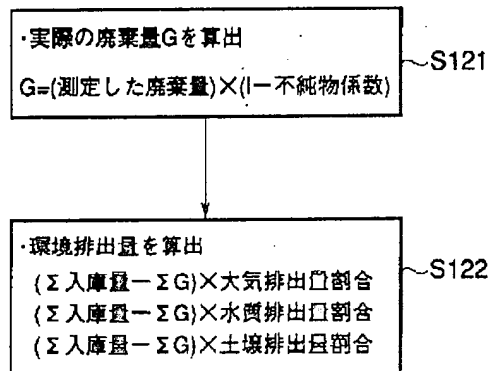 ・実際の廃棄量Gを算出
G=(測定した廃棄量)×(1－不純物係数)
S121
・環境排出量を算出
(Σ入庫量－ΣG)×大気排出量割合
(Σ入庫量－ΣG)×水質排出量割合
(Σ入庫量－ΣG)×土壌排出量割合
S122